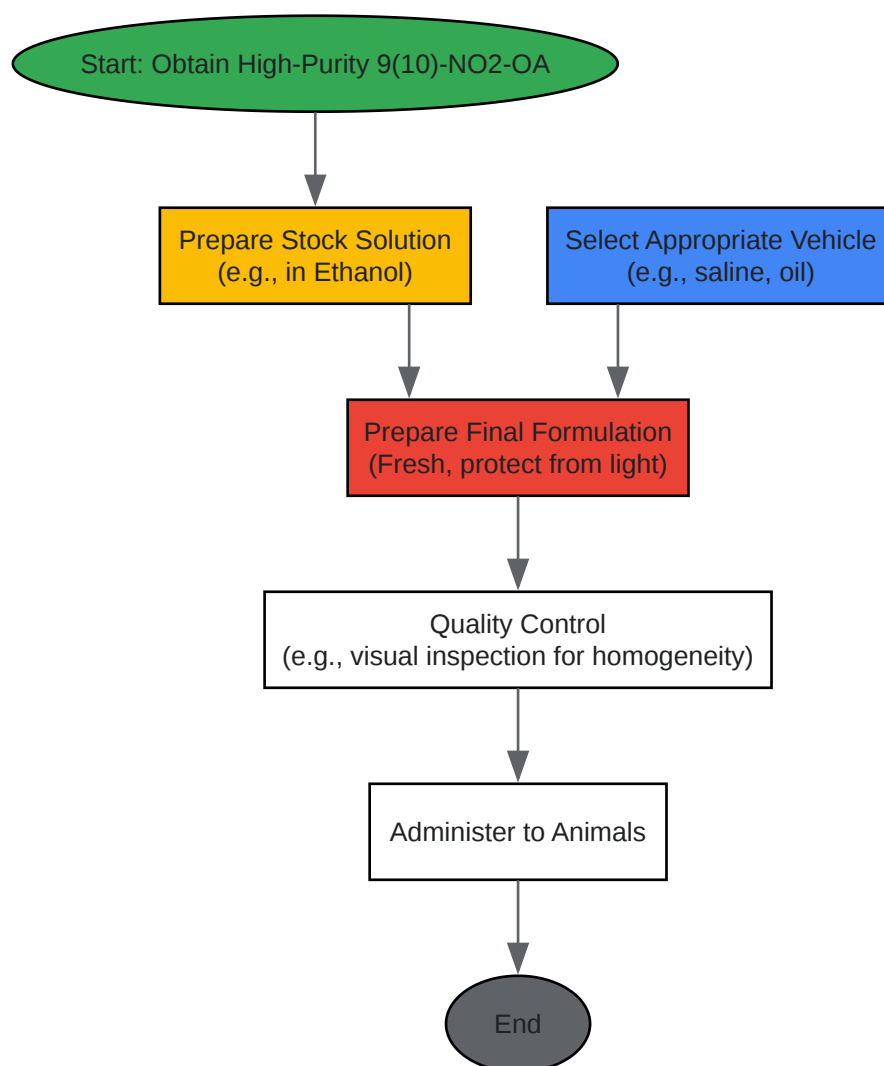 Start: Obtain High-Purity 9(10)-NO2-OA
Prepare Stock Solution
(e.g., in Ethanol)
Select Appropriate Vehicle
(e.g., saline, oil)
Prepare Final Formulation
(Fresh, protect from light)
Quality Control
(e.g., visual inspection for homogeneity)
Administer to Animals
End